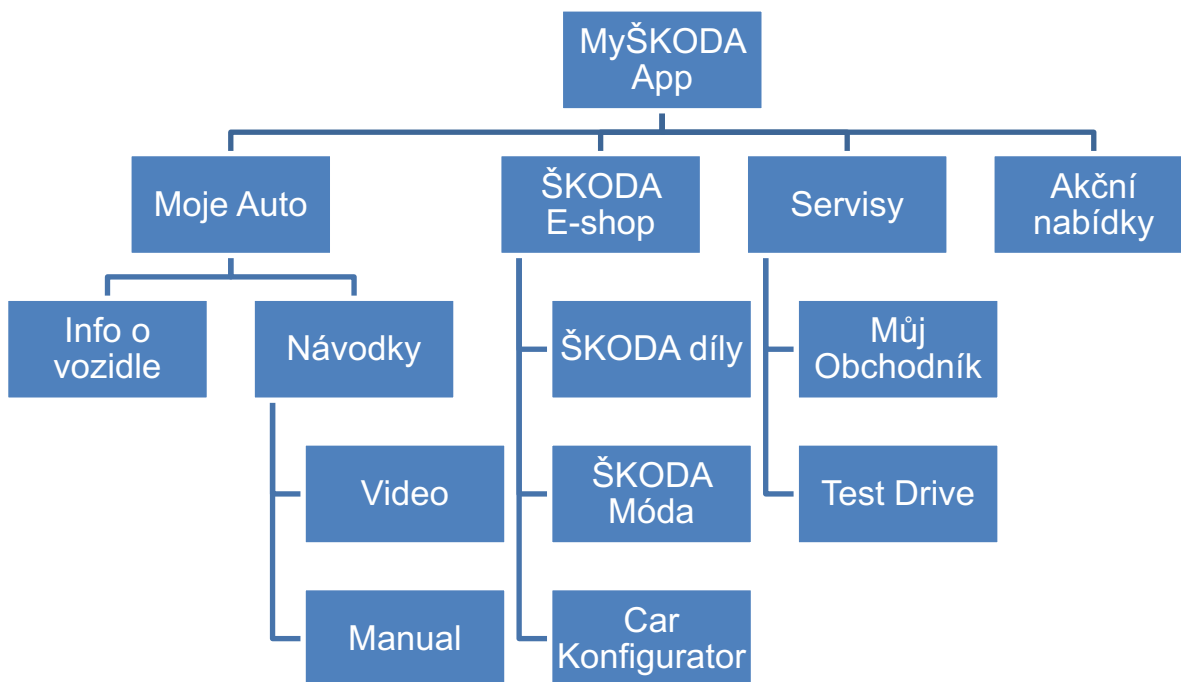 MyŠKODA
App
Moje Auto
ŠKODA
E-shop
Servisy
Akční
nabídky
Info o
vozidle
Návodky
ŠKODA díly
Můj
Obchodník
Video
ŠKODA
Móda
Test Drive
Manual
Car
Konfigurator